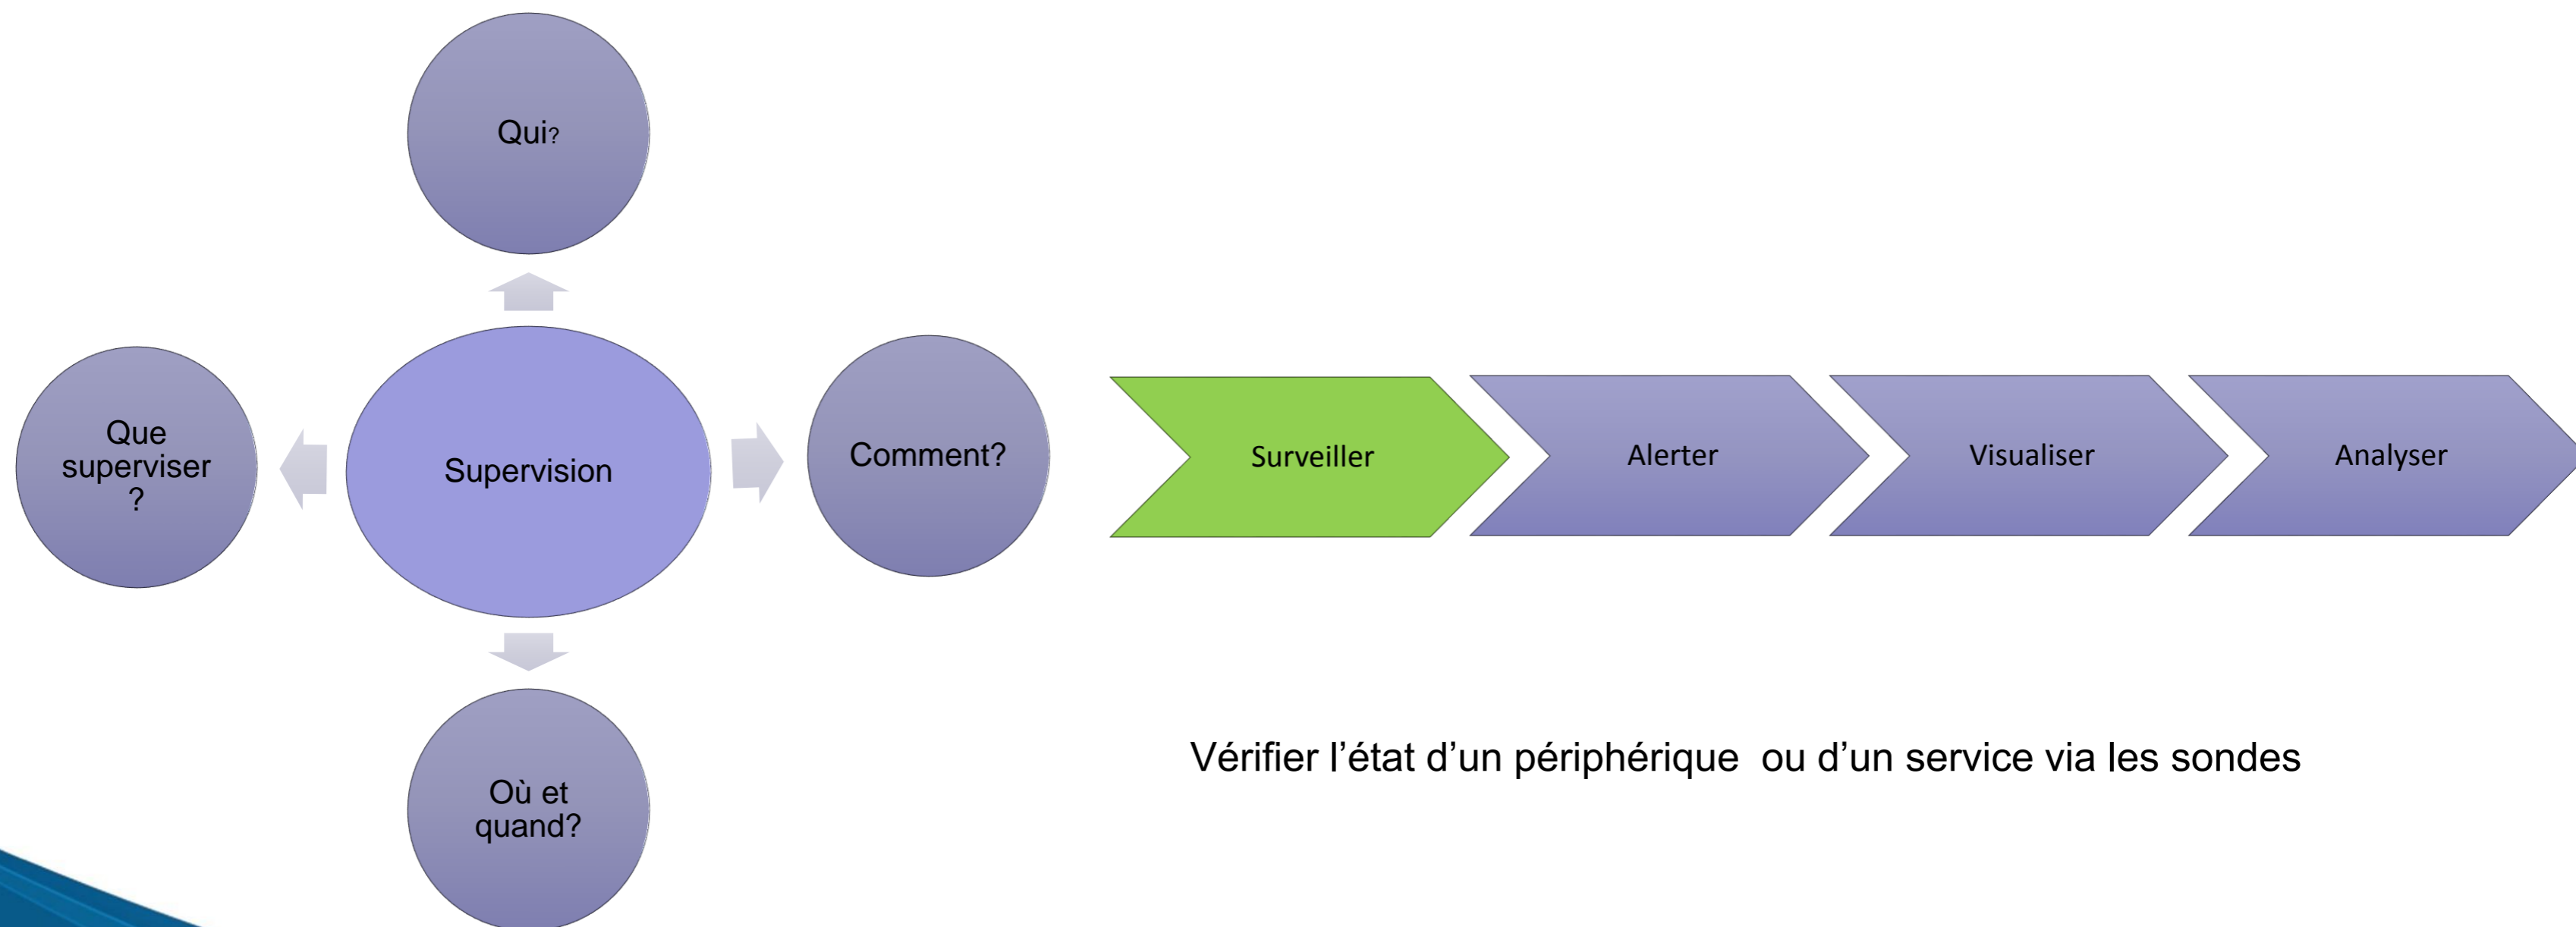 Qui?
Que
superviser
?
Supervision
Comment?
Où et
quand?
Surveiller
Alerter
Visualiser
Analyser
Vérifier l’état d’un périphérique  ou d’un service via les sondes